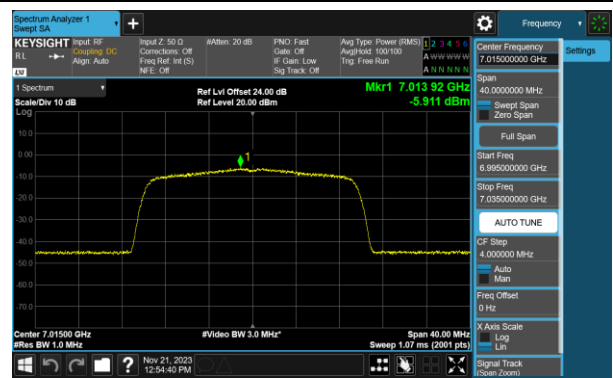 Spectrum Analyzer 1
Swept SA
Frequency
KEYSIGHT
RL
LW
Input: RF
Coupling: DC
Align: Auto
Input Z: 50 Ω
Corrections: Off
Freq Ref: Int (S)
NFE: Off
#Atten: 20 dB
PNO: Fast
Gate: Off
IF Gain: Low
Sig Track: Off
Avg Type: Power (RMS)
Avg|Hold: 100/100
Trig: Free Run
1 2 3 4 5 6
A W W W W W
A N N N N N
Center Frequency
7.015000000 GHz
Settings
1 Spectrum
Scale/Div 10 dB
Log
Ref Lvl Offset 24.00 dB
Ref Level 20.00 dBm
Mkr1 7.013 92 GHz
-5.911 dBm
Span
40.0000000 MHz
Swept Span
Zero Span
Full Span
Start Freq
6.995000000 GHz
Stop Freq
7.035000000 GHz
AUTO TUNE
CF Step
4.000000 MHz
Auto
Man
Freq Offset
0 Hz
X Axis Scale
Log
Lin
Signal Track
(Span Zoom)
10.0
0.00
1
-10.0
-20.0
-30.0
-40.0
-50.0
-60.0
-70.0
Center 7.01500 GHz
#Res BW 1.0 MHz
#Video BW 3.0 MHz*
Span 40.00 MHz
Sweep 1.07 ms (2001 pts)
?
Nov 21, 2023
12:54:40 PM